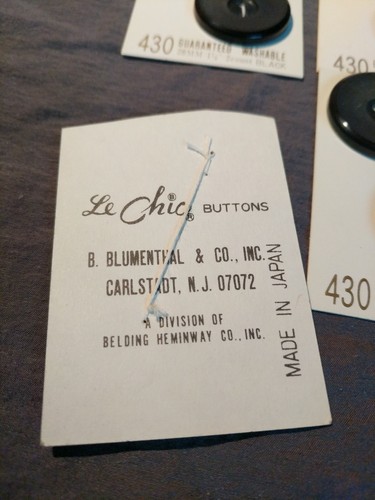 430 GUARANTEED WASHABLE
430
Le Chic® BUTTONS
B. BLUMENTHAL & CO., INC.
CARLSTADT, N.J. 07072
A DIVISION OF
BELDING HEMINWAY CO., INC.
MADE IN JAPAN
430